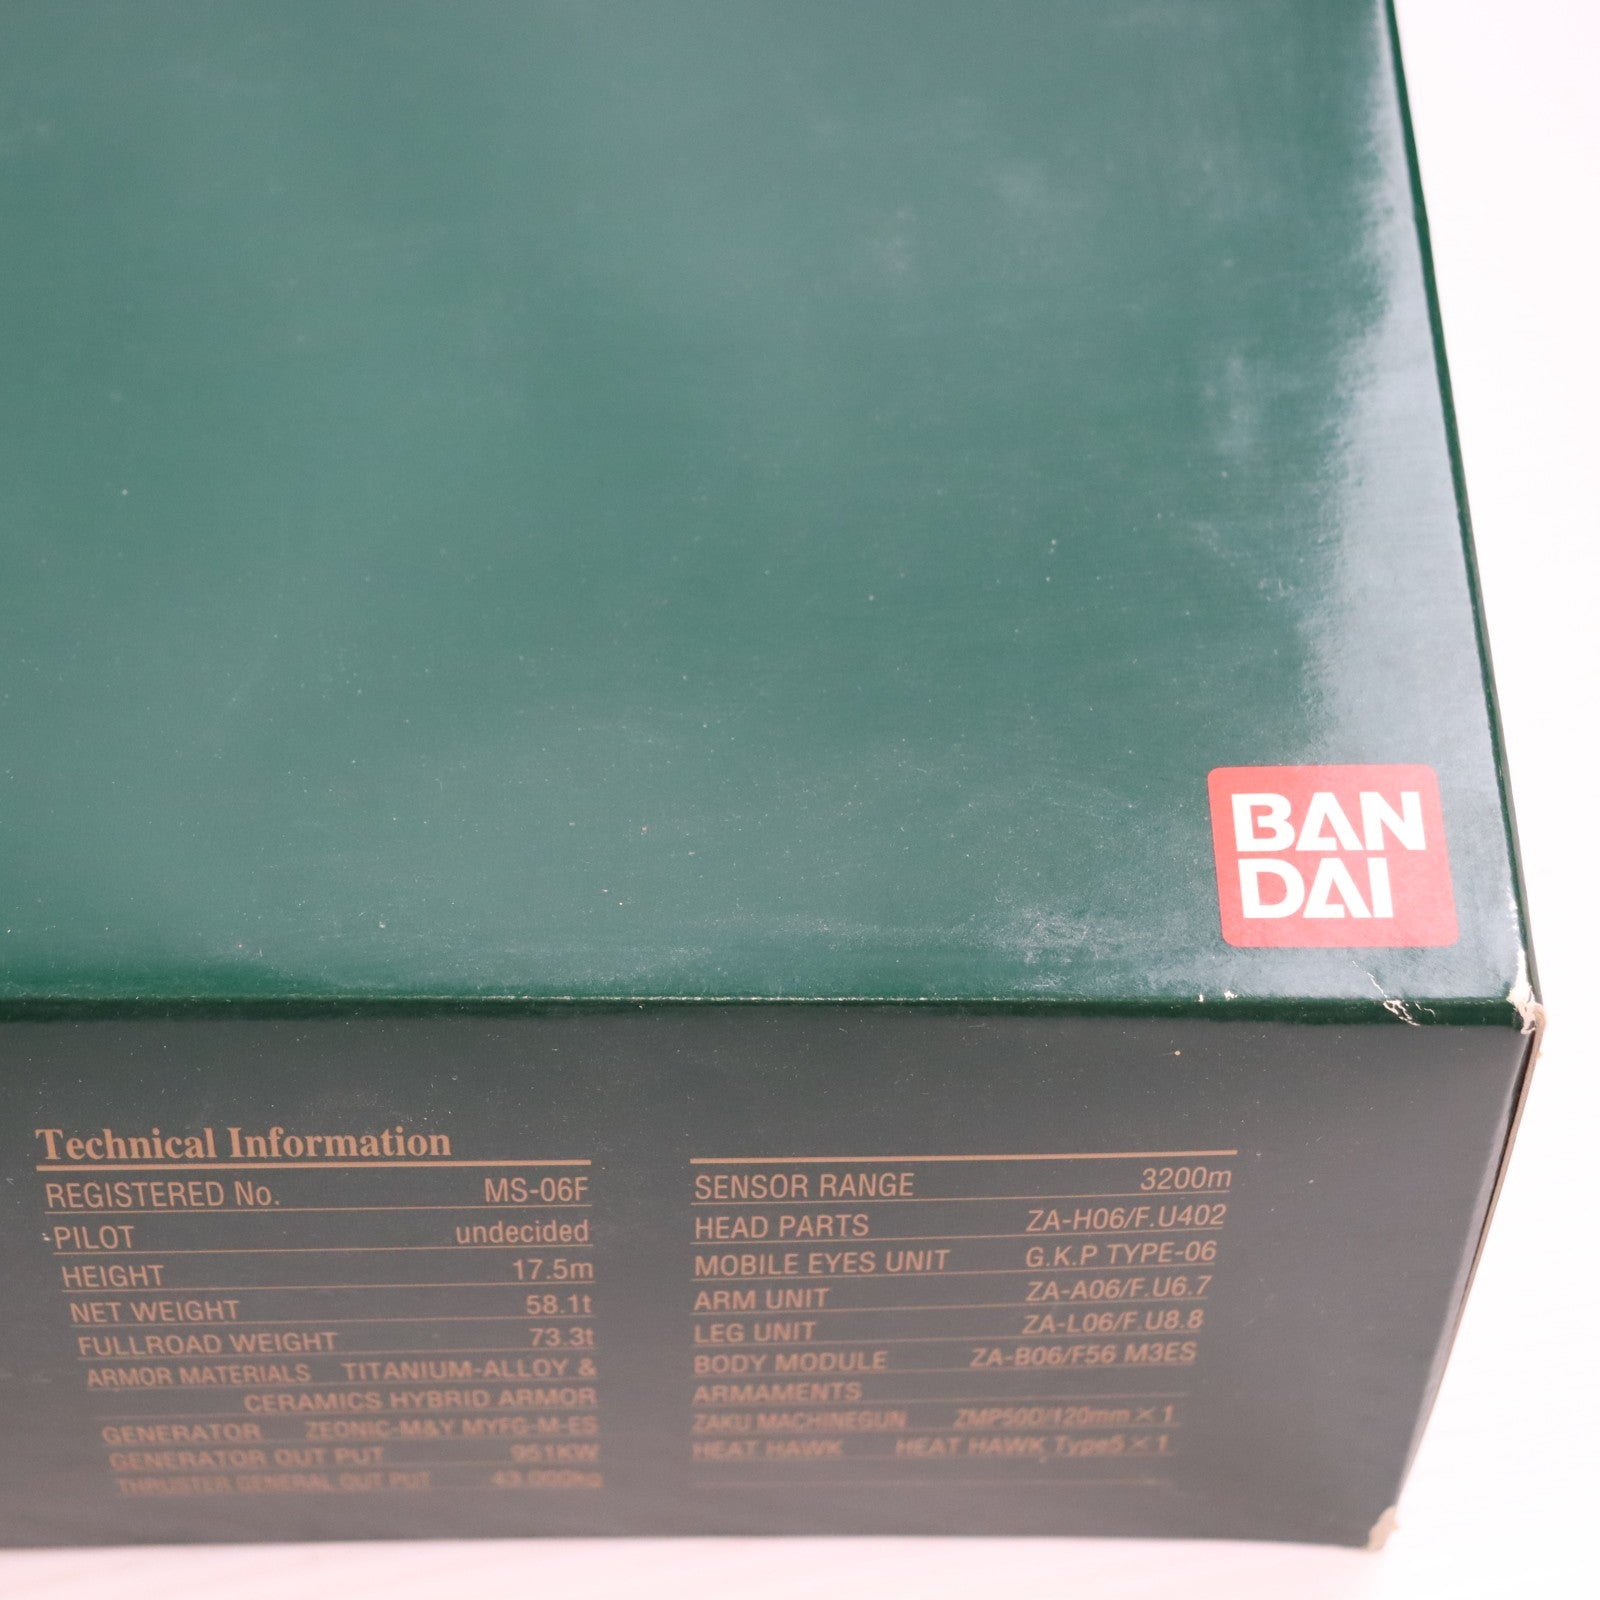 BAN
DAI
Technical Information
REGISTERED No. MS-06F
PILOT undecided
HEIGHT 17.5m
NET WEIGHT 58.1t
FULLROAD WEIGHT 73.3t
ARMOR MATERIALS TITANIUM-ALLOY &
CERAMICS HYBRID ARMOR
GENERATOR ZEONIC-M&Y MYFG-M-ES
GENERATOR OUT PUT 951KW
THRUSTER GENERAL OUT PUT 43.000kg
SENSOR RANGE 3200m
HEAD PARTS ZA-H06/F.U402
MOBILE EYES UNIT G.K.P TYPE-06
ARM UNIT ZA-A06/F.U6.7
LEG UNIT ZA-L06/F.U8.8
BODY MODULE ZA-B06/F56 M3ES
ARMAMENTS
ZAKU MACHINEGUN ZMP50D/120mm×1
HEAT HAWK HEAT HAWK Type5×1